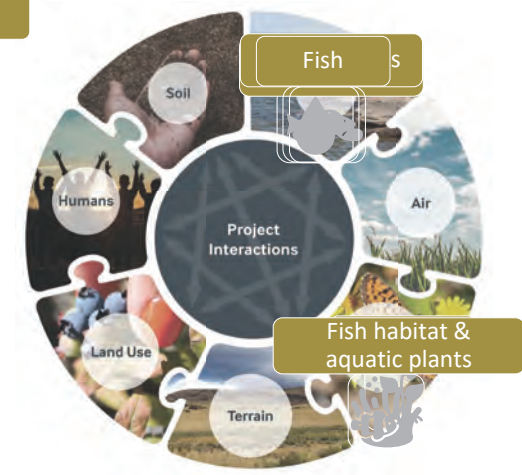 Fish
s
Soil
Humans
Air
Project
Interactions
Fish habitat &
aquatic plants
Land Use
Terrain